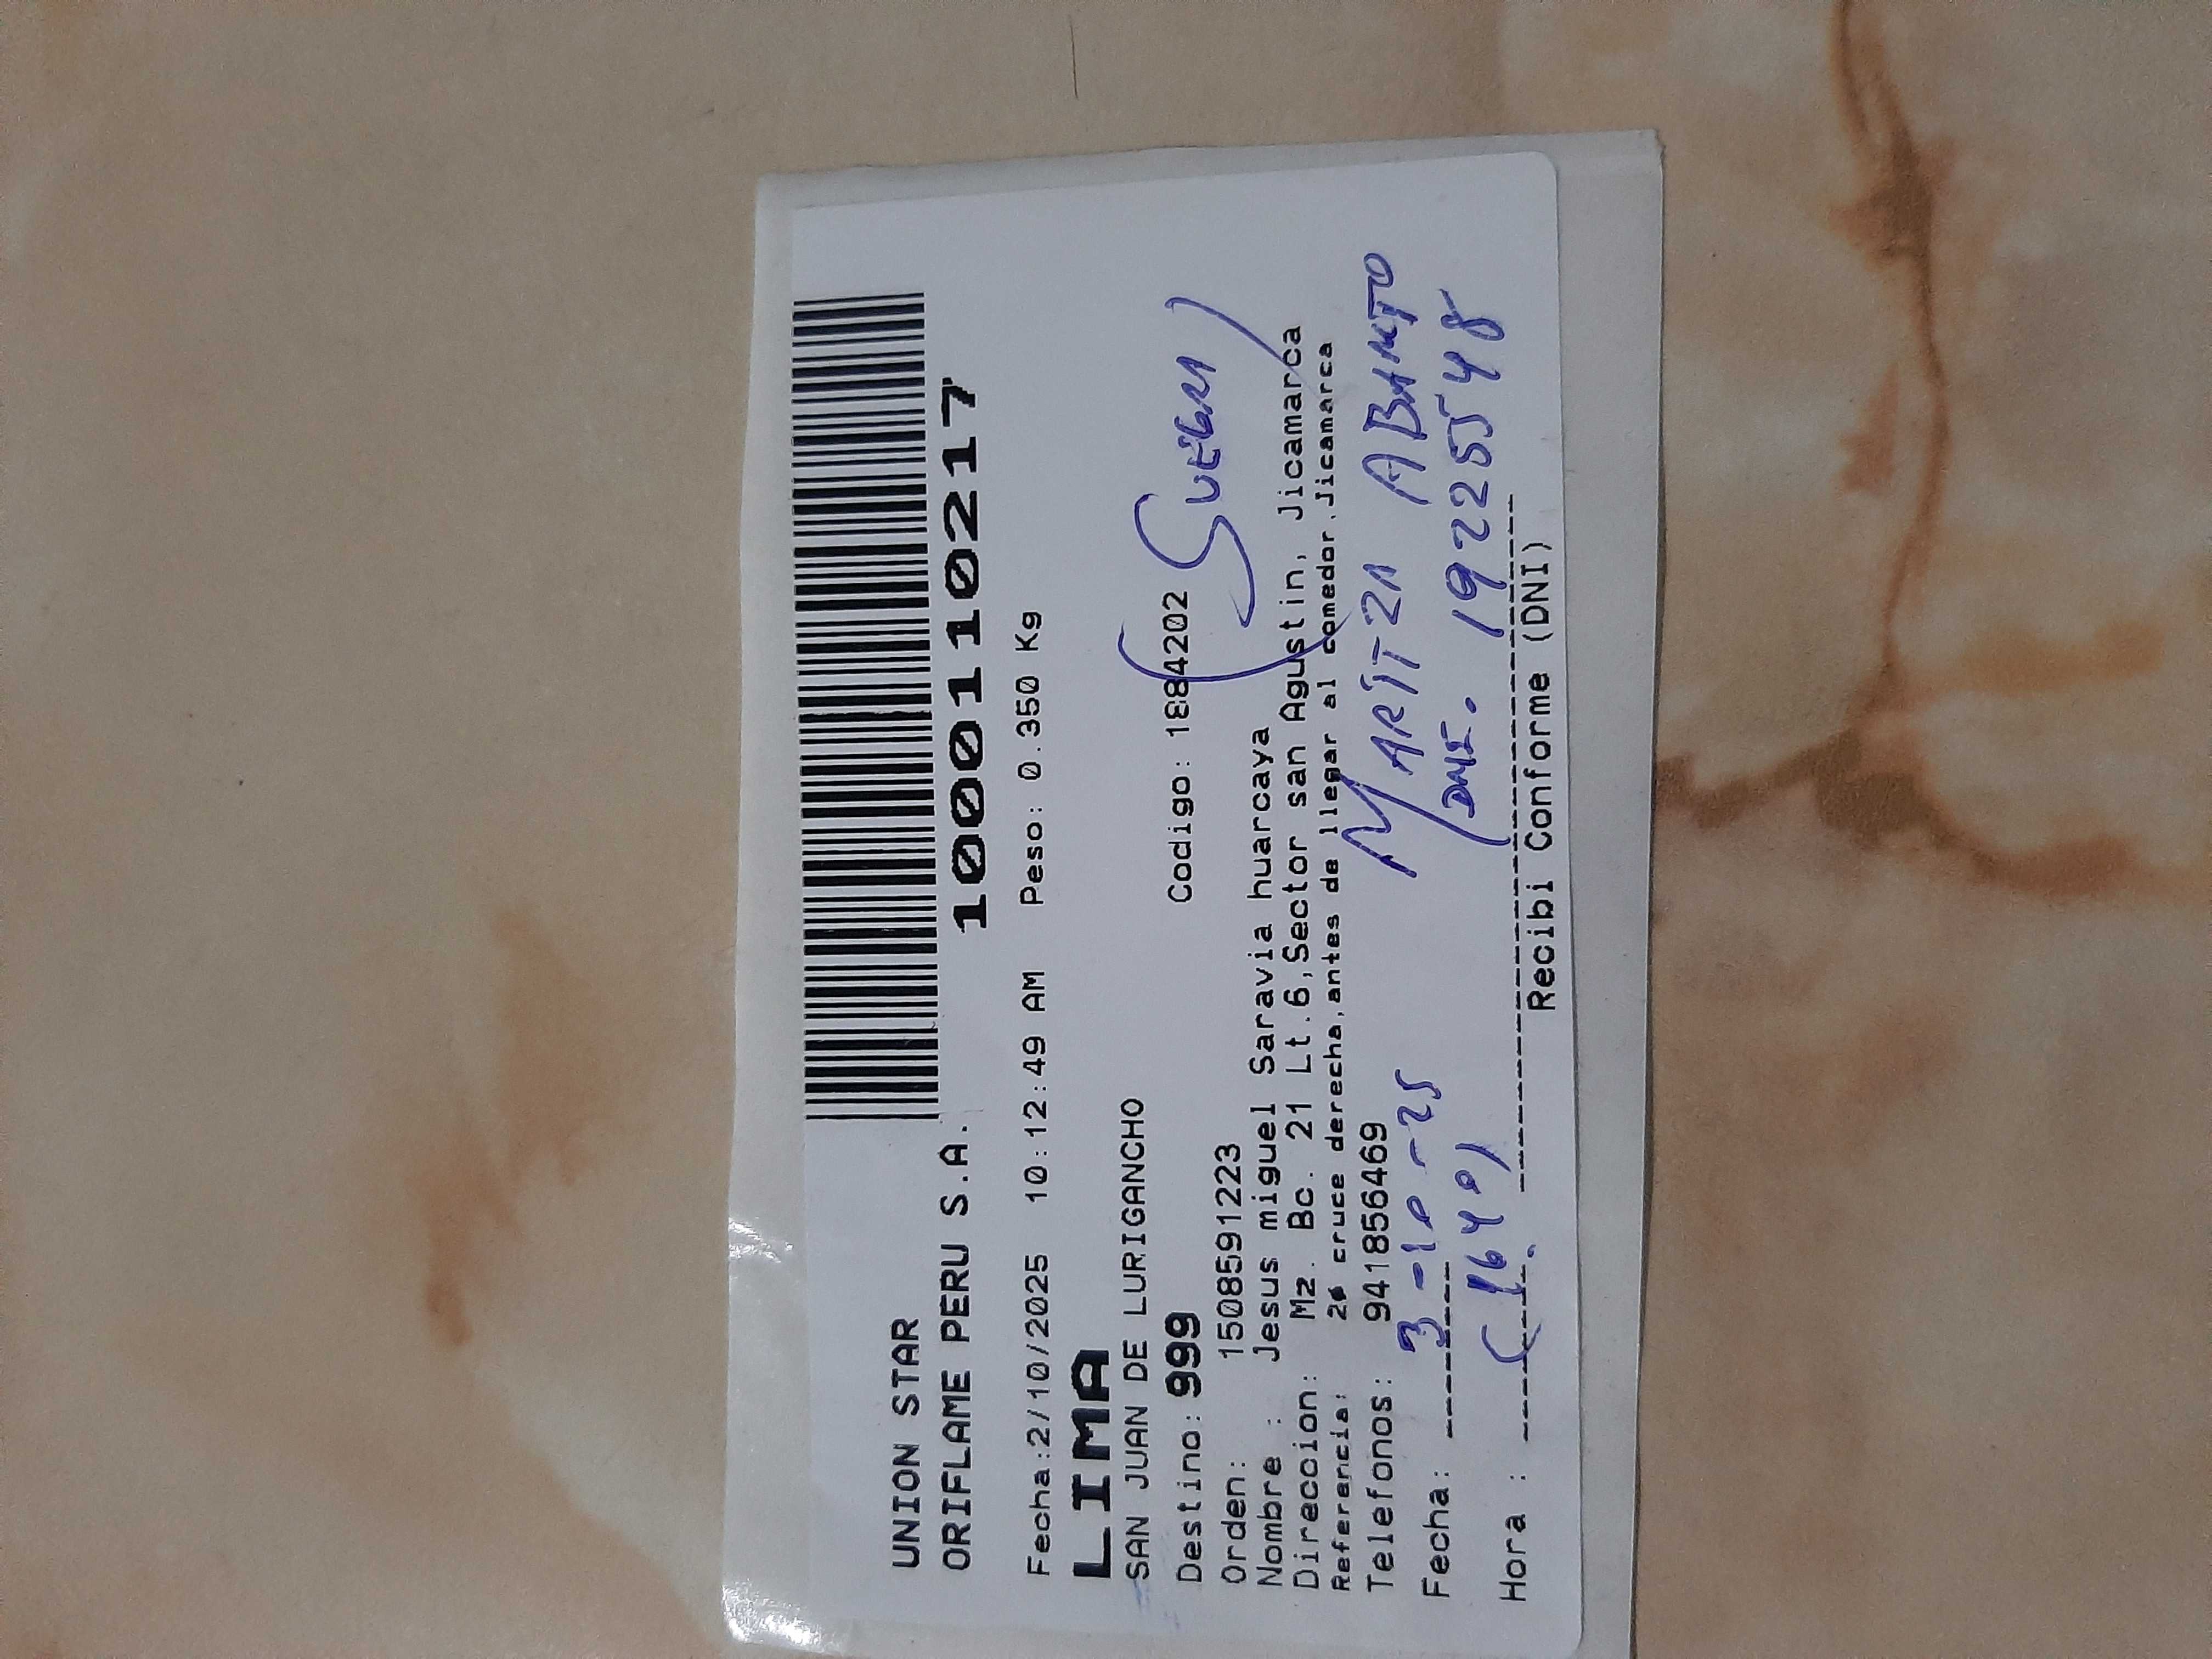 UNION STAR
ORIFLAME PERU S.A.
1000110217
Fecha:2/10/2025 10:12:49 AM Peso: 0.350 Kg
LIMA
SAN JUAN DE LURIGANCHO
Destino: 999 Codigo: 1884202
(SUEGRA)
Orden: 1508591223
Nombre : Jesus miguel Saravia huarcaya
Direccion: Mz. Bc. 21 Lt.6,Sector san Agustin, Jicamarca
Referencia: 2 cruce derecha,antes de llegar al comedor.Jicamarca
Telefonos: 941856469
MARITZA ABANTO
Fecha: 3-10-25
DNI. 19225548
Hora : (1640)
Recibi Conforme (DNI)